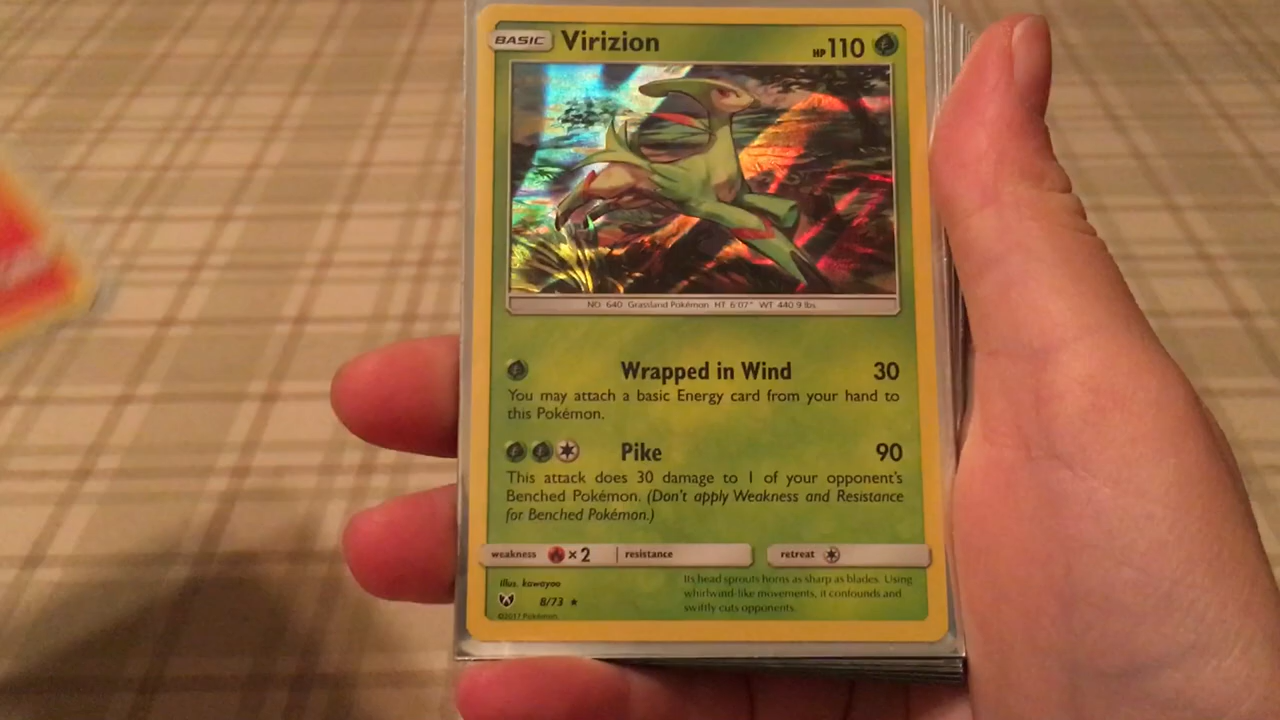 BASIC Virizion HP 110
NO. 640 Grassland Pokémon HT 6'07" WT 440.9 lbs.
Wrapped in Wind 30
You may attach a basic Energy card from your hand to
this Pokémon.
Pike 90
This attack does 30 damage to 1 of your opponent's
Benched Pokémon. (Don't apply Weakness and Resistance
for Benched Pokémon.)
weakness ×2 resistance retreat
illus. kawayoo
8/73 ★
©2017 Pokémon
Its head sprouts horns as sharp as blades. Using
whirlwind-like movements, it confounds and
swiftly cuts opponents.